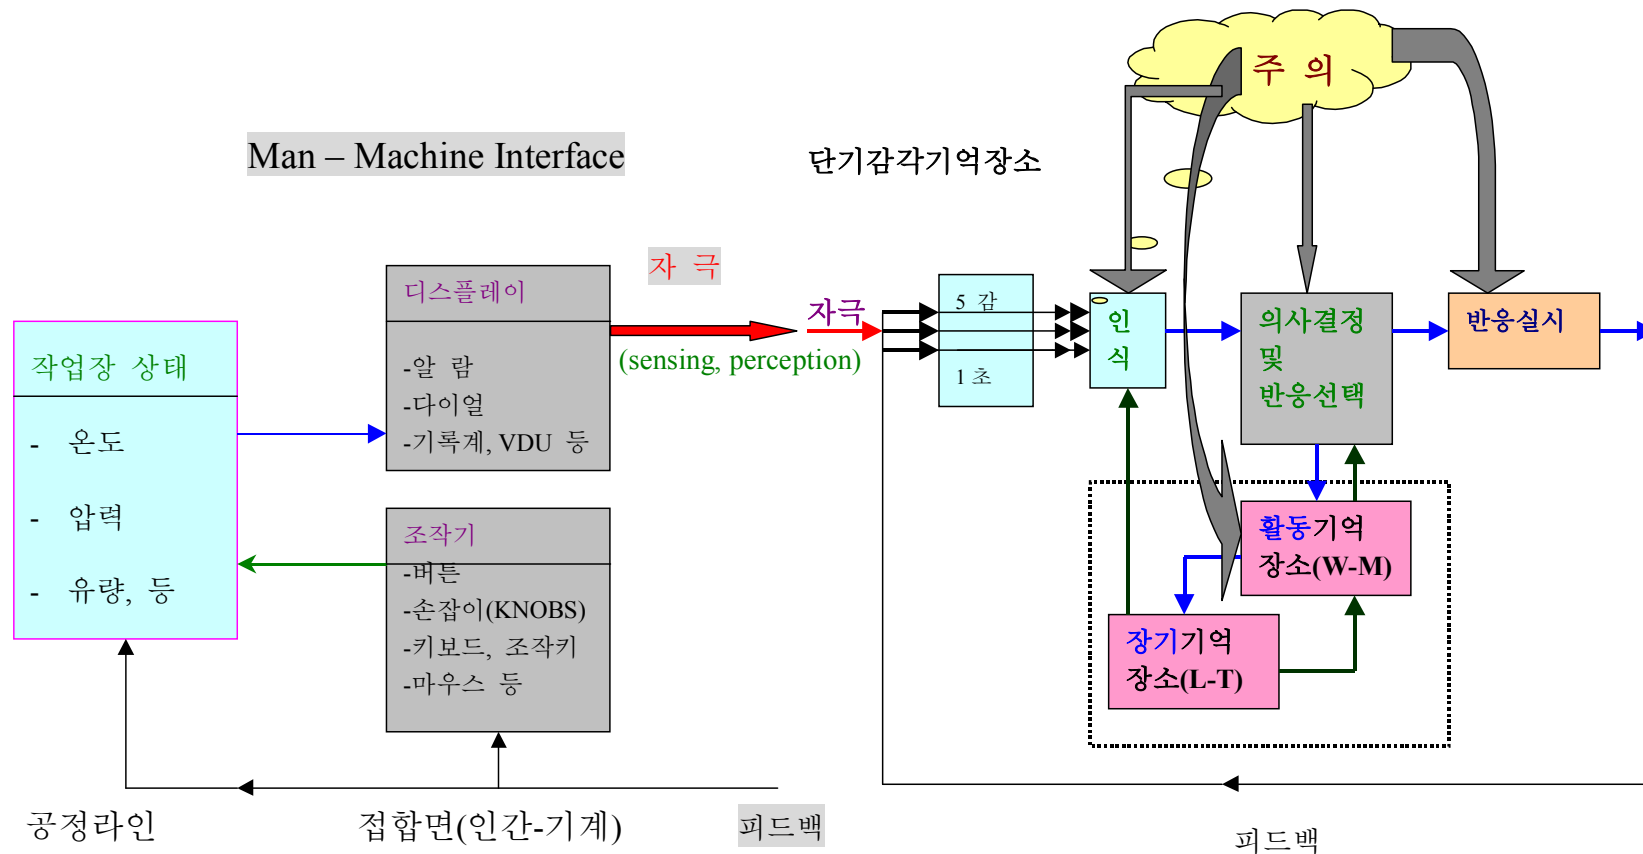 주 의
Man – Machine Interface
단기감각기억장소
자 극
디스플레이
-알 람
-다이얼
-기록계, VDU 등
작업장 상태
- 온도
- 압력
- 유량, 등
조작기
-버튼
-손잡이(KNOBS)
-키보드, 조작키
-마우스 등
(sensing, perception)
자극
5 감
1 초
인
식
의사결정
및
반응선택
반응실시
활동기억
장소(W-M)
장기기억
장소(L-T)
공정라인
접합면(인간-기계)
피드백
피드백